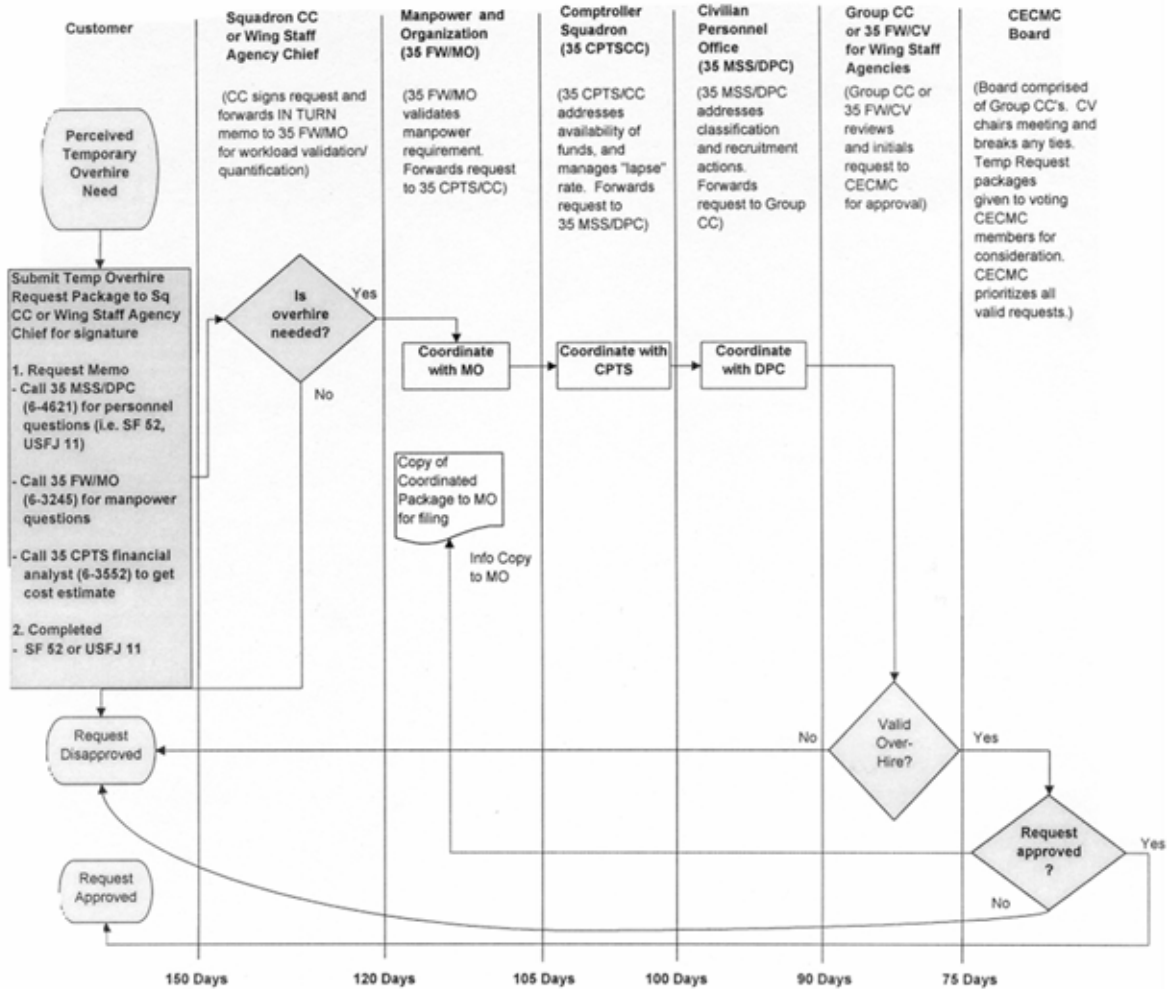 Customer
Squadron CC
or Wing Staff
Agency Chief
Manpower and
Organization
(35 FW/MO)
Comptroller
Squadron
(35 CPTSCC)
Civilian
Personnel
Office
(35 MSS/DPC)
Group CC
or 35 FW/CV
for Wing Staff
Agencies
CECMC
Board
(CC signs request and
forwards IN TURN
memo to 35 FW/MO
for workload validation/
quantification)
(35 FW/MO
validates
manpower
requirement.
Forwards request
to 35 CPTS/CC)
(35 CPTS/CC
addresses
availability of
funds, and
manages "lapse"
rate. Forwards
request to
35 MSS/DPC)
(35 MSS/DPC
addresses
classification
and recruitment
actions.
Forwards
request to Group
CC)
(Group CC or
35 FW/CV
reviews
and initials
request to
CECMC
for approval)
(Board comprised
of Group CC's. CV
chairs meeting and
breaks any ties.
Temp Request
packages
given to voting
CECMC
members for
consideration.
CECMC
prioritizes all
valid requests.)
Perceived
Temporary
Overhire
Need
Submit Temp Overhire
Request Package to Sq
CC or Wing Staff Agency
Chief for signature
1. Request Memo
- Call 35 MSS/DPC
(6-4621) for personnel
questions (i.e. SF 52,
USFJ 11)
- Call 35 FW/MO
(6-3245) for manpower
questions
- Call 35 CPTS financial
analyst (6-3552) to get
cost estimate
2. Completed
- SF 52 or USFJ 11
Is
overhire
needed?
Yes
No
Coordinate
with MO
Coordinate with
CPTS
Coordinate
with DPC
Copy of
Coordinated
Package to MO
for filing
Info Copy
to MO
Request
Disapproved
No
Valid
Over-
Hire?
Yes
Request
approved
?
Yes
No
Request
Approved
150 Days
120 Days
105 Days
100 Days
90 Days
75 Days